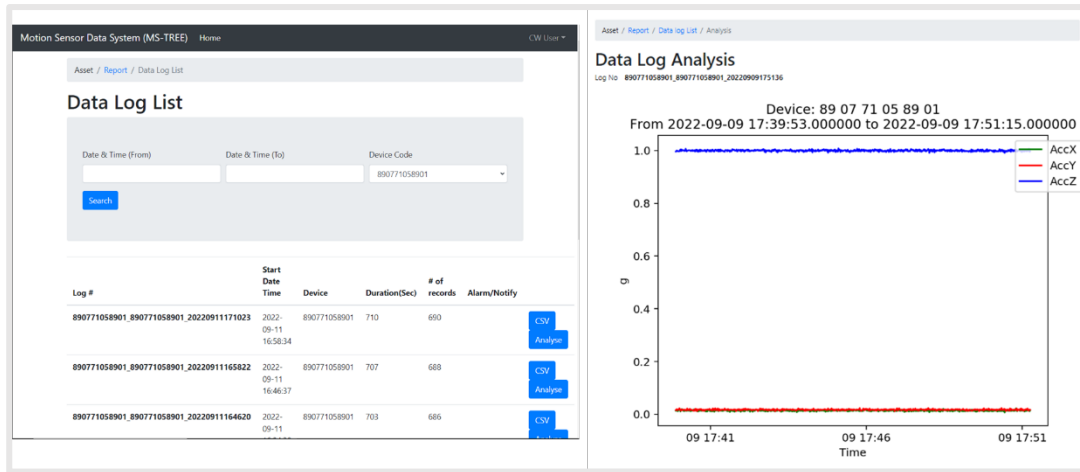 Motion Sensor Data System (MS-TREE) Home CW User
Asset / Report / Data Log List
Data Log List
Date & Time (From) Date & Time (To) Device Code
890771058901
Search
Log # Start Date Time Device Duration(Sec) # of records Alarm/Notify
890771058901_890771058901_20220911171023 2022-09-11 16:58:34 890771058901 710 690 CSV
Analyse
890771058901_890771058901_20220911165822 2022-09-11 16:46:37 890771058901 707 688 CSV
Analyse
890771058901_890771058901_20220911164620 2022-09-11 890771058901 703 686 CSV
Asset / Report / Data log List / Analysis
Data Log Analysis
Log No 890771058901_890771058901_20220909175136
Device: 89 07 71 05 89 01
From 2022-09-09 17:39:53.000000 to 2022-09-09 17:51:15.000000
AccX
AccY
AccZ
1.0
0.8
0.6
g
0.4
0.2
0.0
09 17:41 09 17:46 09 17:51
Time